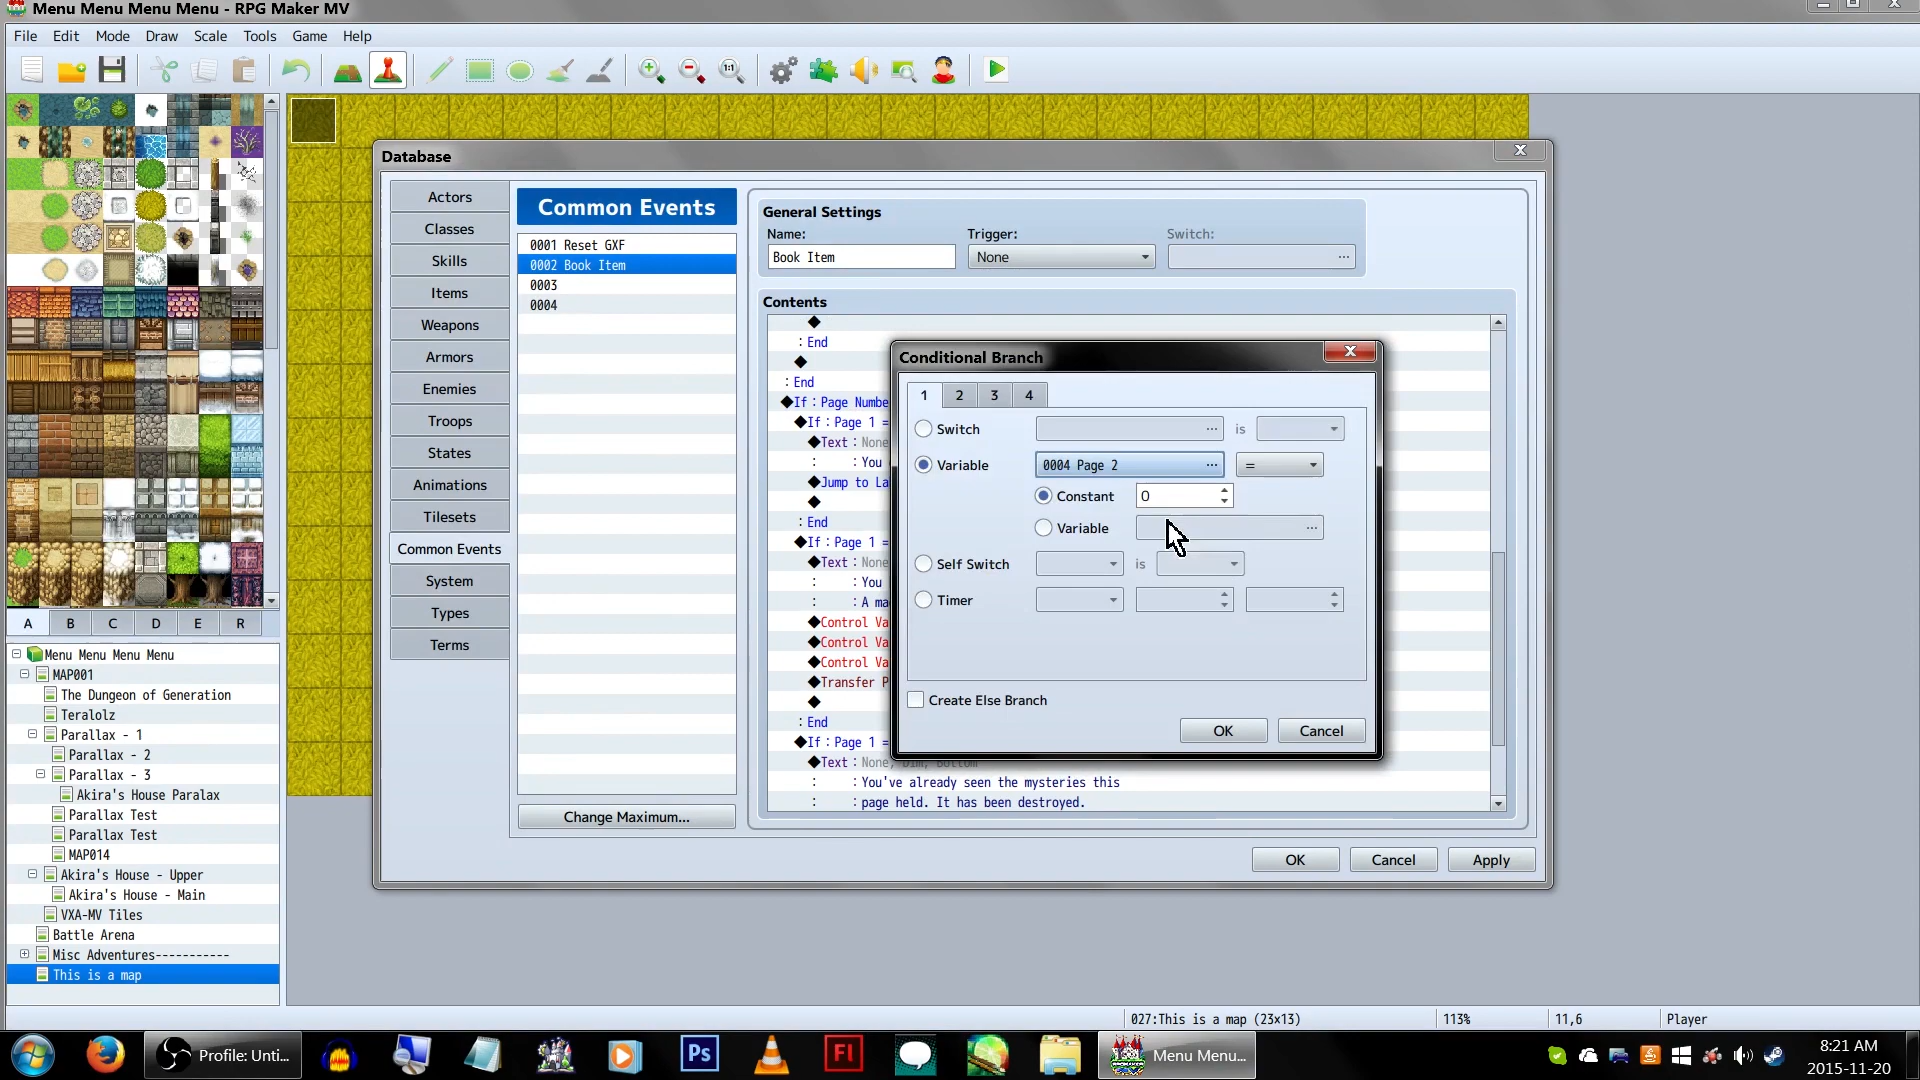 Menu Menu Menu Menu - RPG Maker MV
File Edit Mode Draw Scale Tools Game Help
1:1
A B C D E R
Menu Menu Menu Menu
MAP001
The Dungeon of Generation
Teralolz
Parallax - 1
Parallax - 2
Parallax - 3
Akira's House Paralax
Parallax Test
Parallax Test
MAP014
Akira's House - Upper
Akira's House - Main
VXA-MV Tiles
Battle Arena
Misc Adventures-----------
This is a map
Database
X
Actors
Classes
Skills
Items
Weapons
Armors
Enemies
Troops
States
Animations
Tilesets
Common Events
System
Types
Terms
Common Events
0001 Reset GXF
0002 Book Item
0003
0004
Change Maximum...
General Settings
Name: Trigger: Switch:
Book Item None ...
Contents
◆
: End
◆
: End
◆If : Page Numbe
◆If : Page 1 =
◆Text : None
: : You
◆Jump to La
◆
: End
◆If : Page 1 =
◆Text : None
: : You
: : A ma
◆Control Va
◆Control Va
◆Control Va
◆Transfer P
◆
: End
◆If : Page 1 =
◆Text : None, Dim, Bottom
: : You've already seen the mysteries this
: : page held. It has been destroyed.
OK Cancel Apply
Conditional Branch
X
1 2 3 4
Switch ... is
Variable 0004 Page 2 ... =
Constant 0
Variable ...
Self Switch is
Timer
Create Else Branch
OK Cancel
027:This is a map (23x13) 113% 11,6 Player
Profile: Unti...
Ps
Fl
Menu Menu...
8:21 AM
2015-11-20